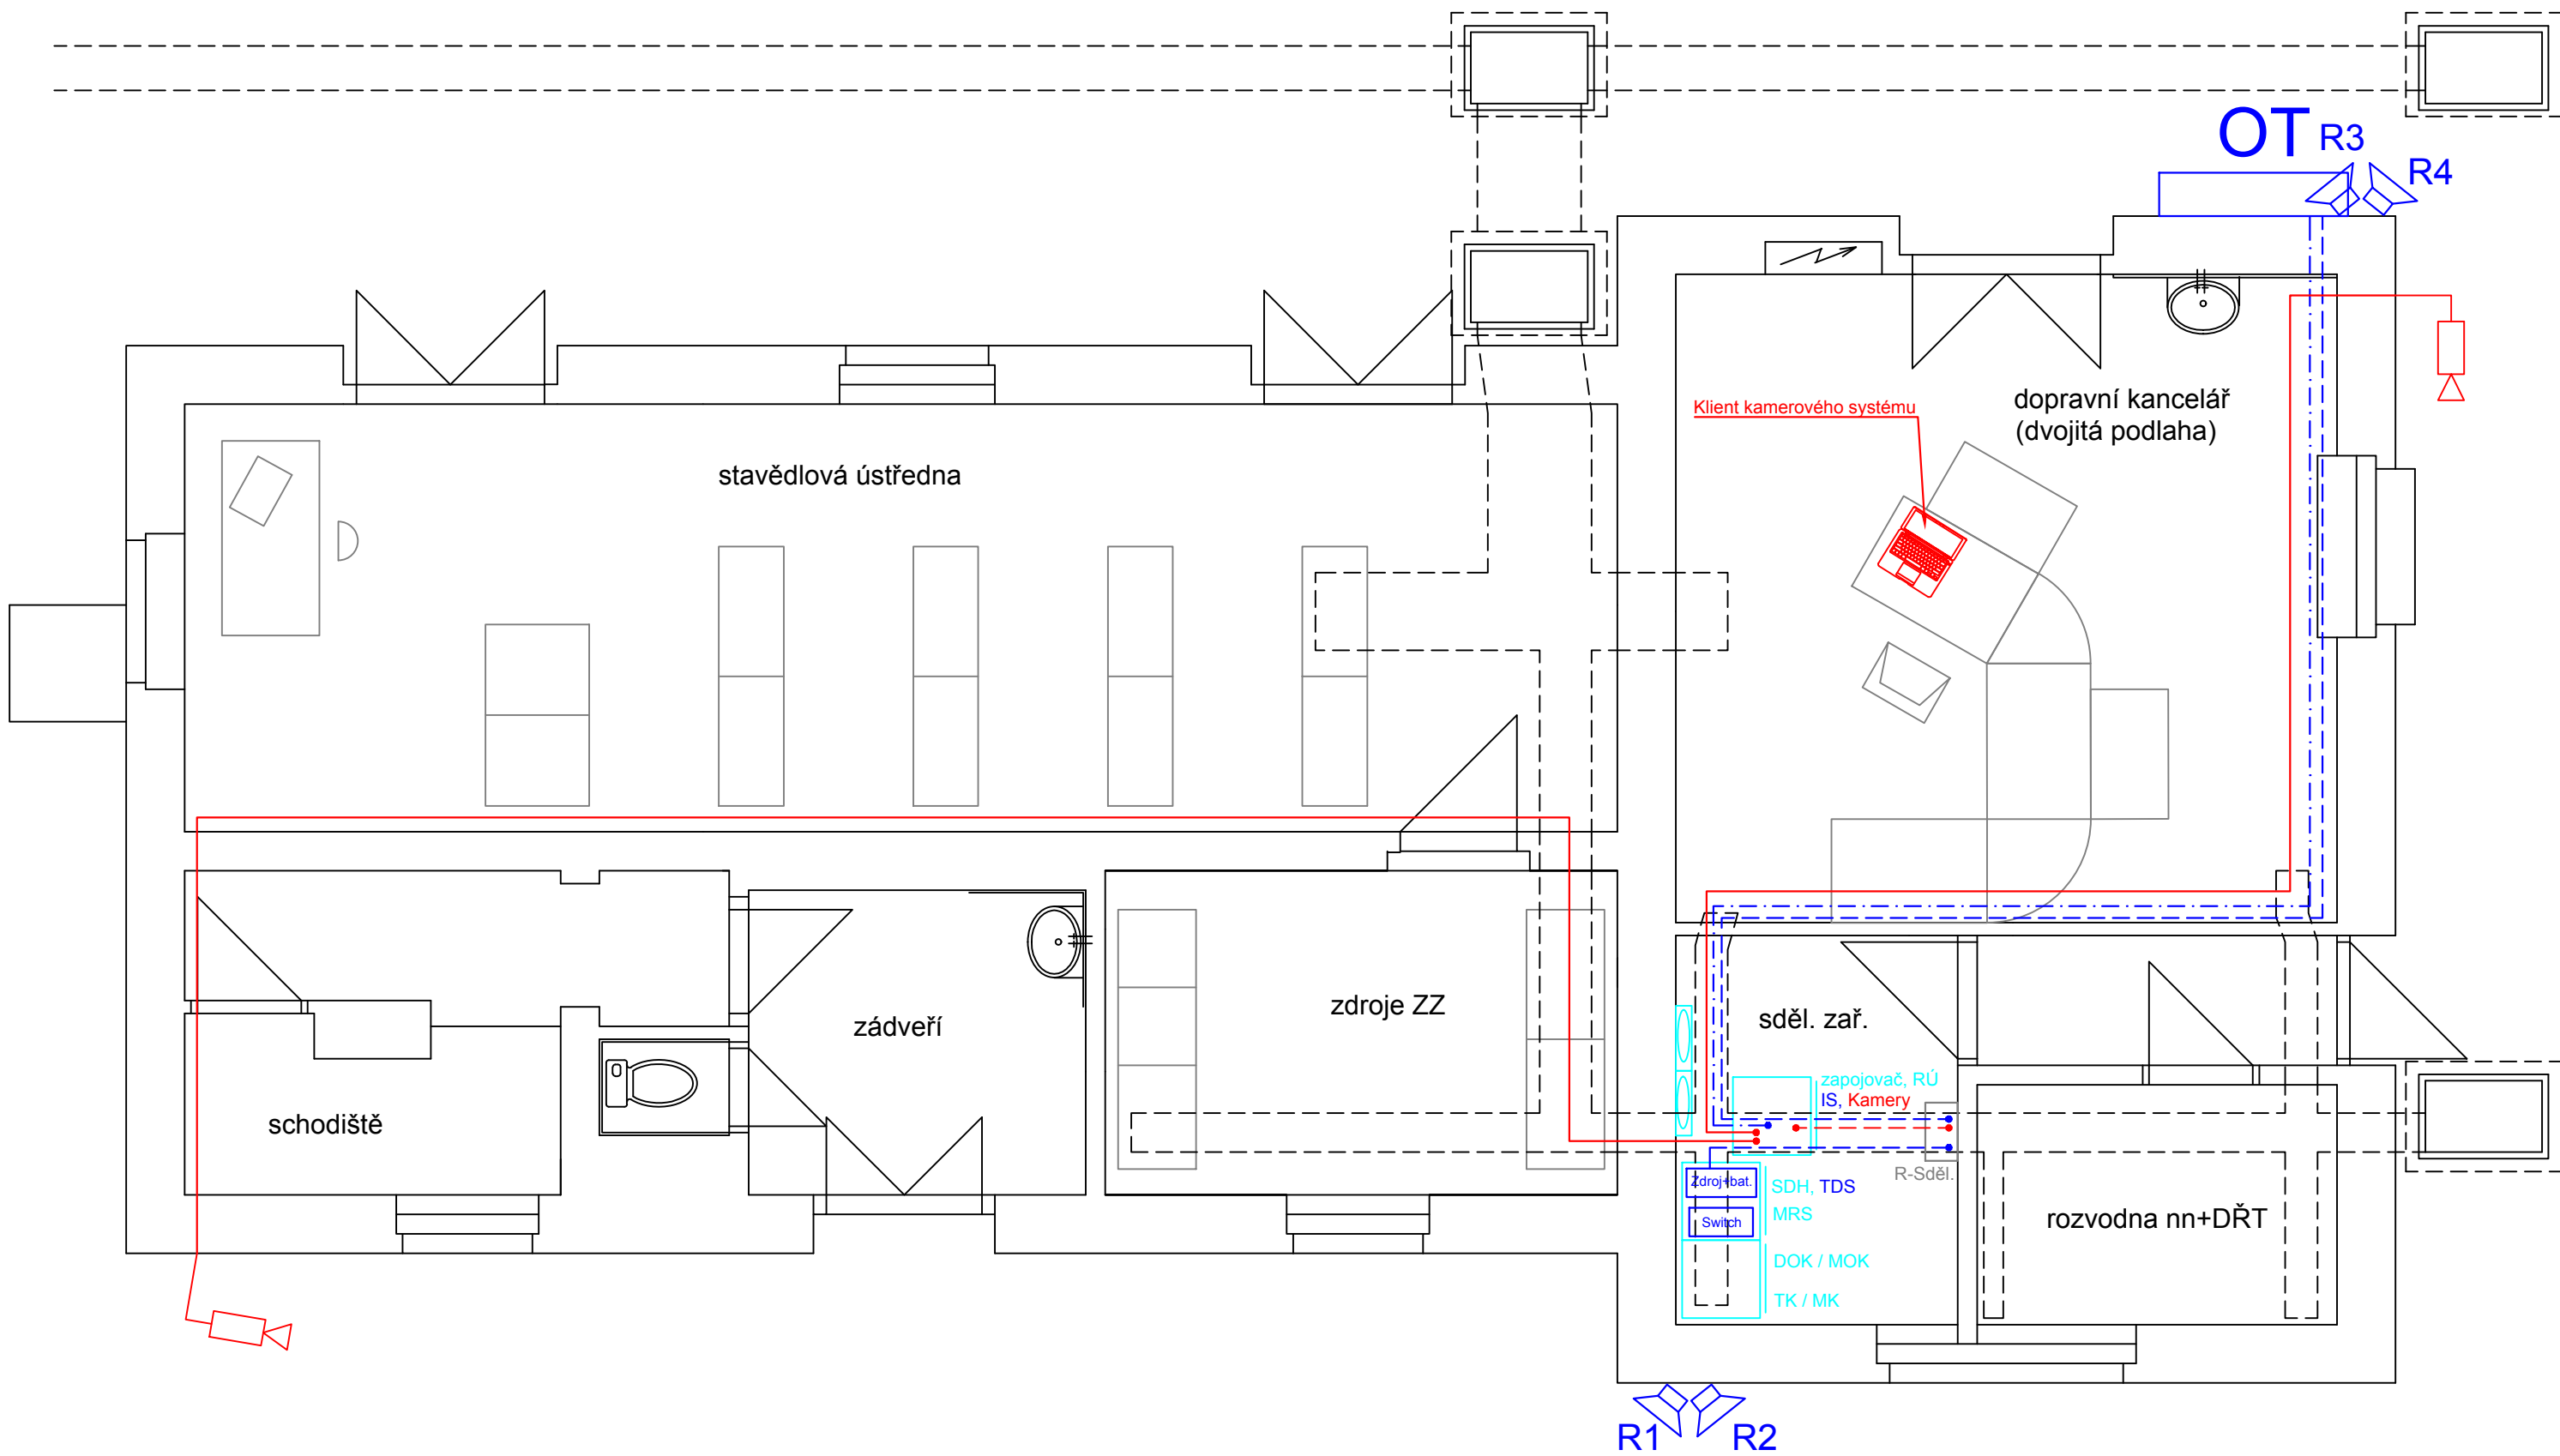 OT R3
R4
Klient kamerového systému
dopravní kancelář
(dvojitá podlaha)
stavědlová ústředna
zdroje ZZ
sděl. zař.
zádveří
schodiště
zapojovač, RÚ
IS, Kamery
R-Sděl.
Zdroj+bat.
SDH, TDS
Switch
MRS
rozvodna nn+DŘT
DOK / MOK
TK / MK
R1
R2